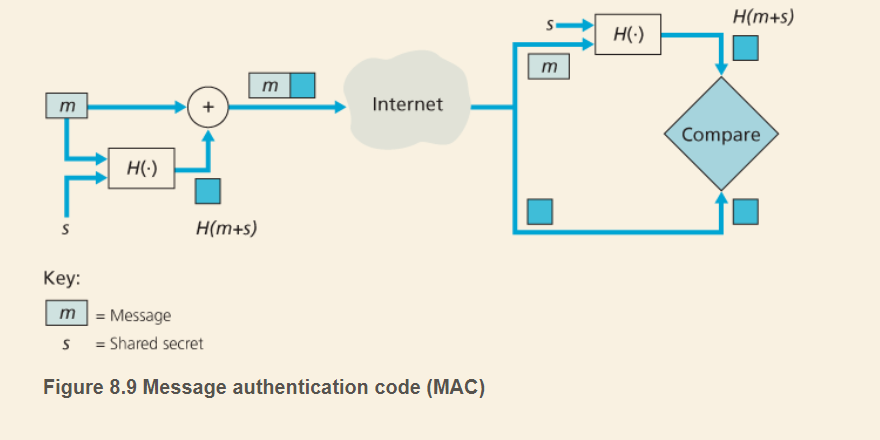 s
H(·)
H(m+s)
m
m
Internet
m
+
Compare
H(·)
s
H(m+s)
Key:
m = Message
s = Shared secret
Figure 8.9 Message authentication code (MAC)